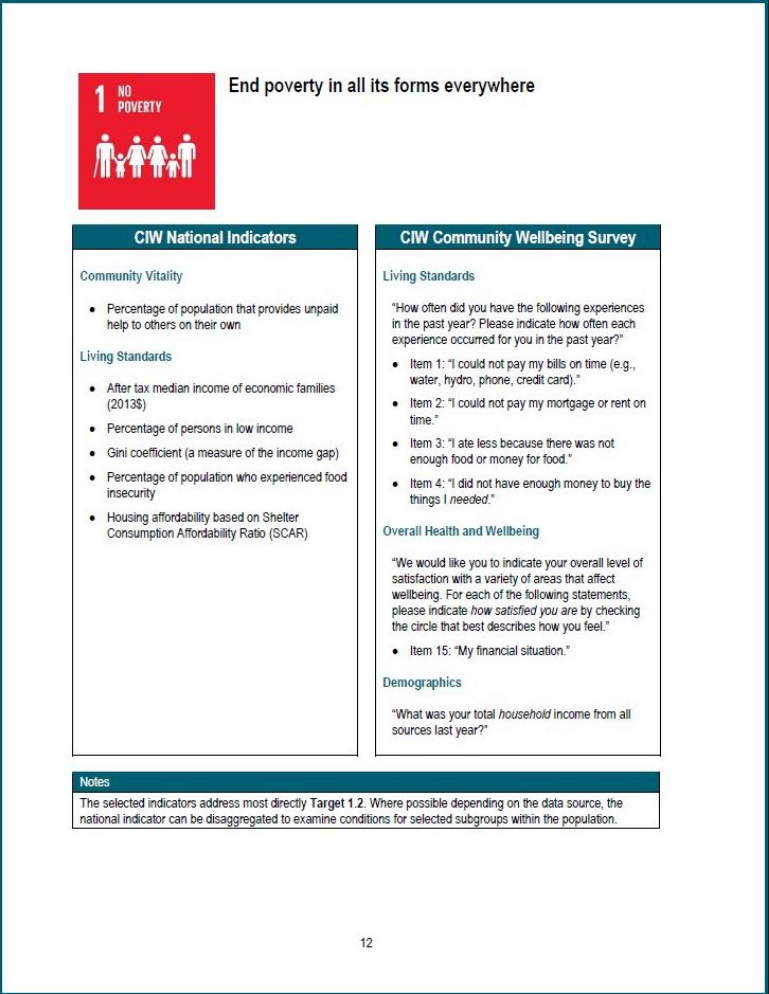 1 NO
POVERTY
End poverty in all its forms everywhere
CIW National Indicators
Community Vitality
• Percentage of population that provides unpaid
help to others on their own
Living Standards
• After tax median income of economic families
(2013$)
• Percentage of persons in low income
• Gini coefficient (a measure of the income gap)
• Percentage of population who experienced food
insecurity
• Housing affordability based on Shelter
Consumption Affordability Ratio (SCAR)
CIW Community Wellbeing Survey
Living Standards
“How often did you have the following experiences
in the past year? Please indicate how often each
experience occurred for you in the past year?”
• Item 1: “I could not pay my bills on time (e.g.,
water, hydro, phone, credit card).”
• Item 2: “I could not pay my mortgage or rent on
time.”
• Item 3: “I ate less because there was not
enough food or money for food.”
• Item 4: “I did not have enough money to buy the
things I needed.”
Overall Health and Wellbeing
“We would like you to indicate your overall level of
satisfaction with a variety of areas that affect
wellbeing. For each of the following statements,
please indicate how satisfied you are by checking
the circle that best describes how you feel.”
• Item 15: “My financial situation.”
Demographics
“What was your total household income from all
sources last year?”
Notes
The selected indicators address most directly Target 1.2. Where possible depending on the data source, the
national indicator can be disaggregated to examine conditions for selected subgroups within the population.
12